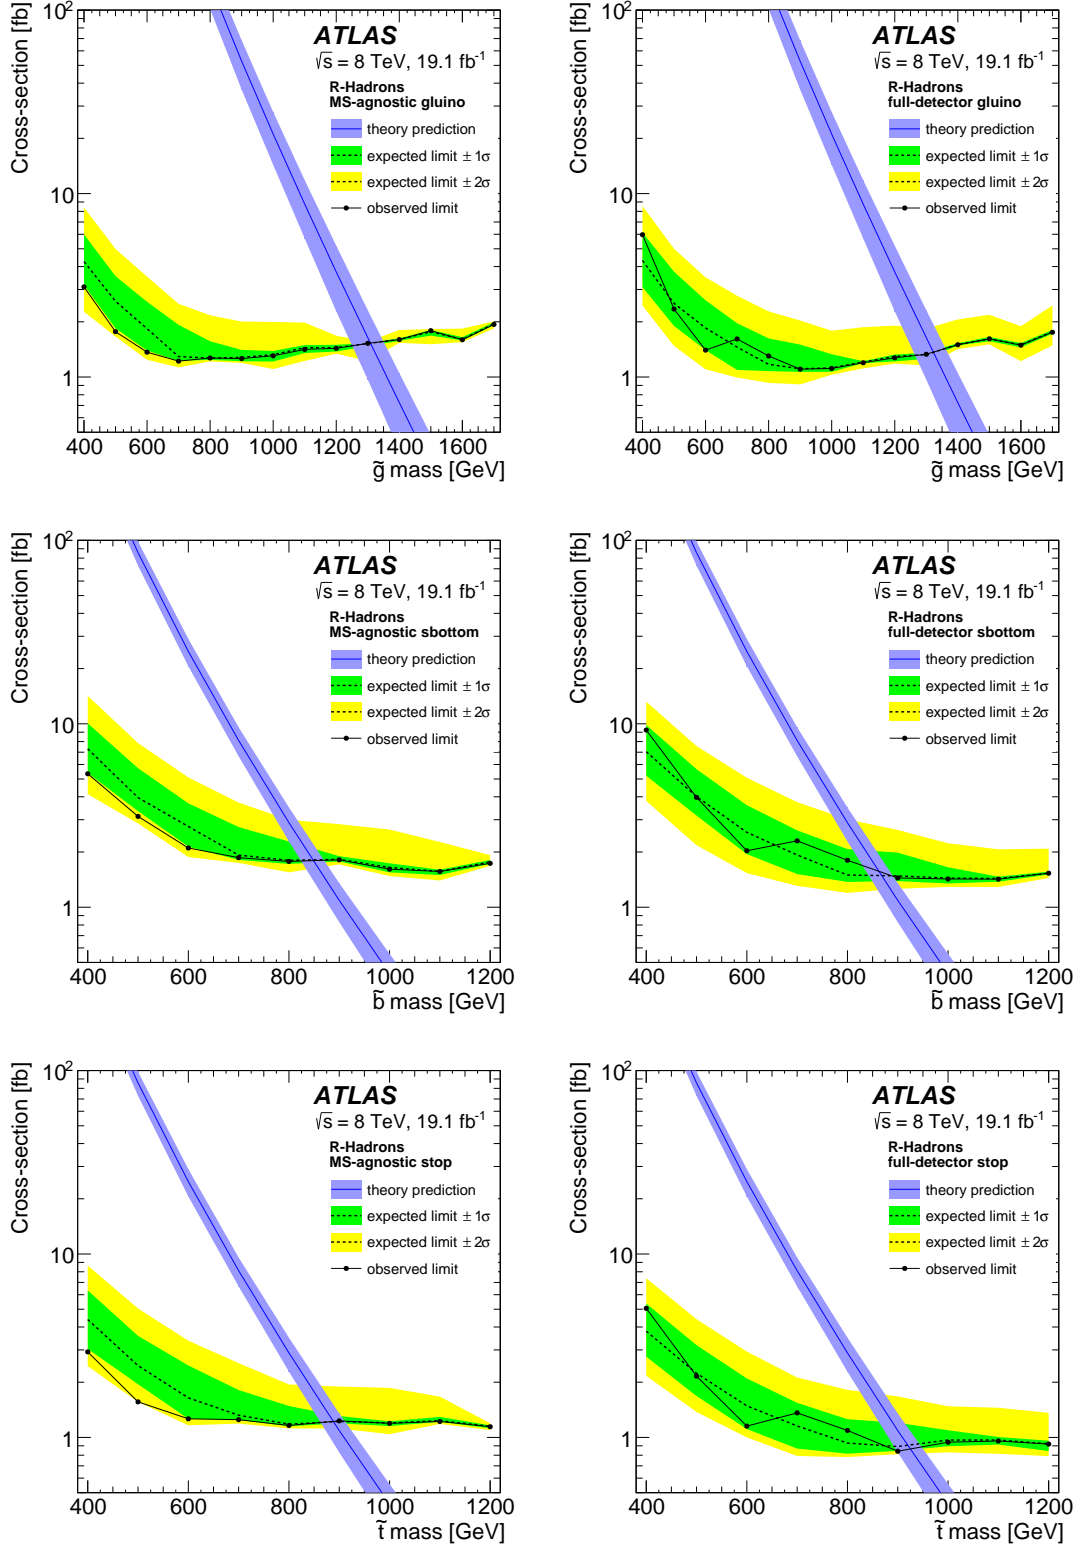 Cross-section [fb]
10²
10
1
ATLAS
√s = 8 TeV, 19.1 fb⁻¹
R-Hadrons
MS-agnostic gluino
theory prediction
expected limit ± 1σ
expected limit ± 2σ
observed limit
400 600 800 1000 1200 1400 1600
g̃ mass [GeV]
Cross-section [fb]
10²
10
1
ATLAS
√s = 8 TeV, 19.1 fb⁻¹
R-Hadrons
full-detector gluino
theory prediction
expected limit ± 1σ
expected limit ± 2σ
observed limit
400 600 800 1000 1200 1400 1600
g̃ mass [GeV]
Cross-section [fb]
10²
10
1
ATLAS
√s = 8 TeV, 19.1 fb⁻¹
R-Hadrons
MS-agnostic sbottom
theory prediction
expected limit ± 1σ
expected limit ± 2σ
observed limit
400 600 800 1000 1200
b̃ mass [GeV]
Cross-section [fb]
10²
10
1
ATLAS
√s = 8 TeV, 19.1 fb⁻¹
R-Hadrons
full-detector sbottom
theory prediction
expected limit ± 1σ
expected limit ± 2σ
observed limit
400 600 800 1000 1200
b̃ mass [GeV]
Cross-section [fb]
10²
10
1
ATLAS
√s = 8 TeV, 19.1 fb⁻¹
R-Hadrons
MS-agnostic stop
theory prediction
expected limit ± 1σ
expected limit ± 2σ
observed limit
400 600 800 1000 1200
t̃ mass [GeV]
Cross-section [fb]
10²
10
1
ATLAS
√s = 8 TeV, 19.1 fb⁻¹
R-Hadrons
full-detector stop
theory prediction
expected limit ± 1σ
expected limit ± 2σ
observed limit
400 600 800 1000 1200
t̃ mass [GeV]